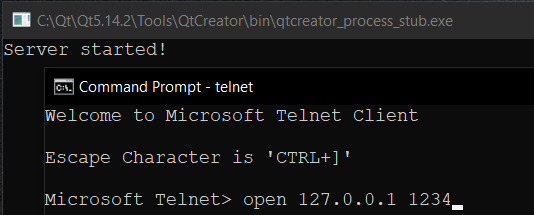 C:\Qt\Qt5.14.2\Tools\QtCreator\bin\qtcreator_process_stub.exe
Server started!
Command Prompt - telnet
Welcome to Microsoft Telnet Client
Escape Character is 'CTRL+]'
Microsoft Telnet> open 127.0.0.1 1234